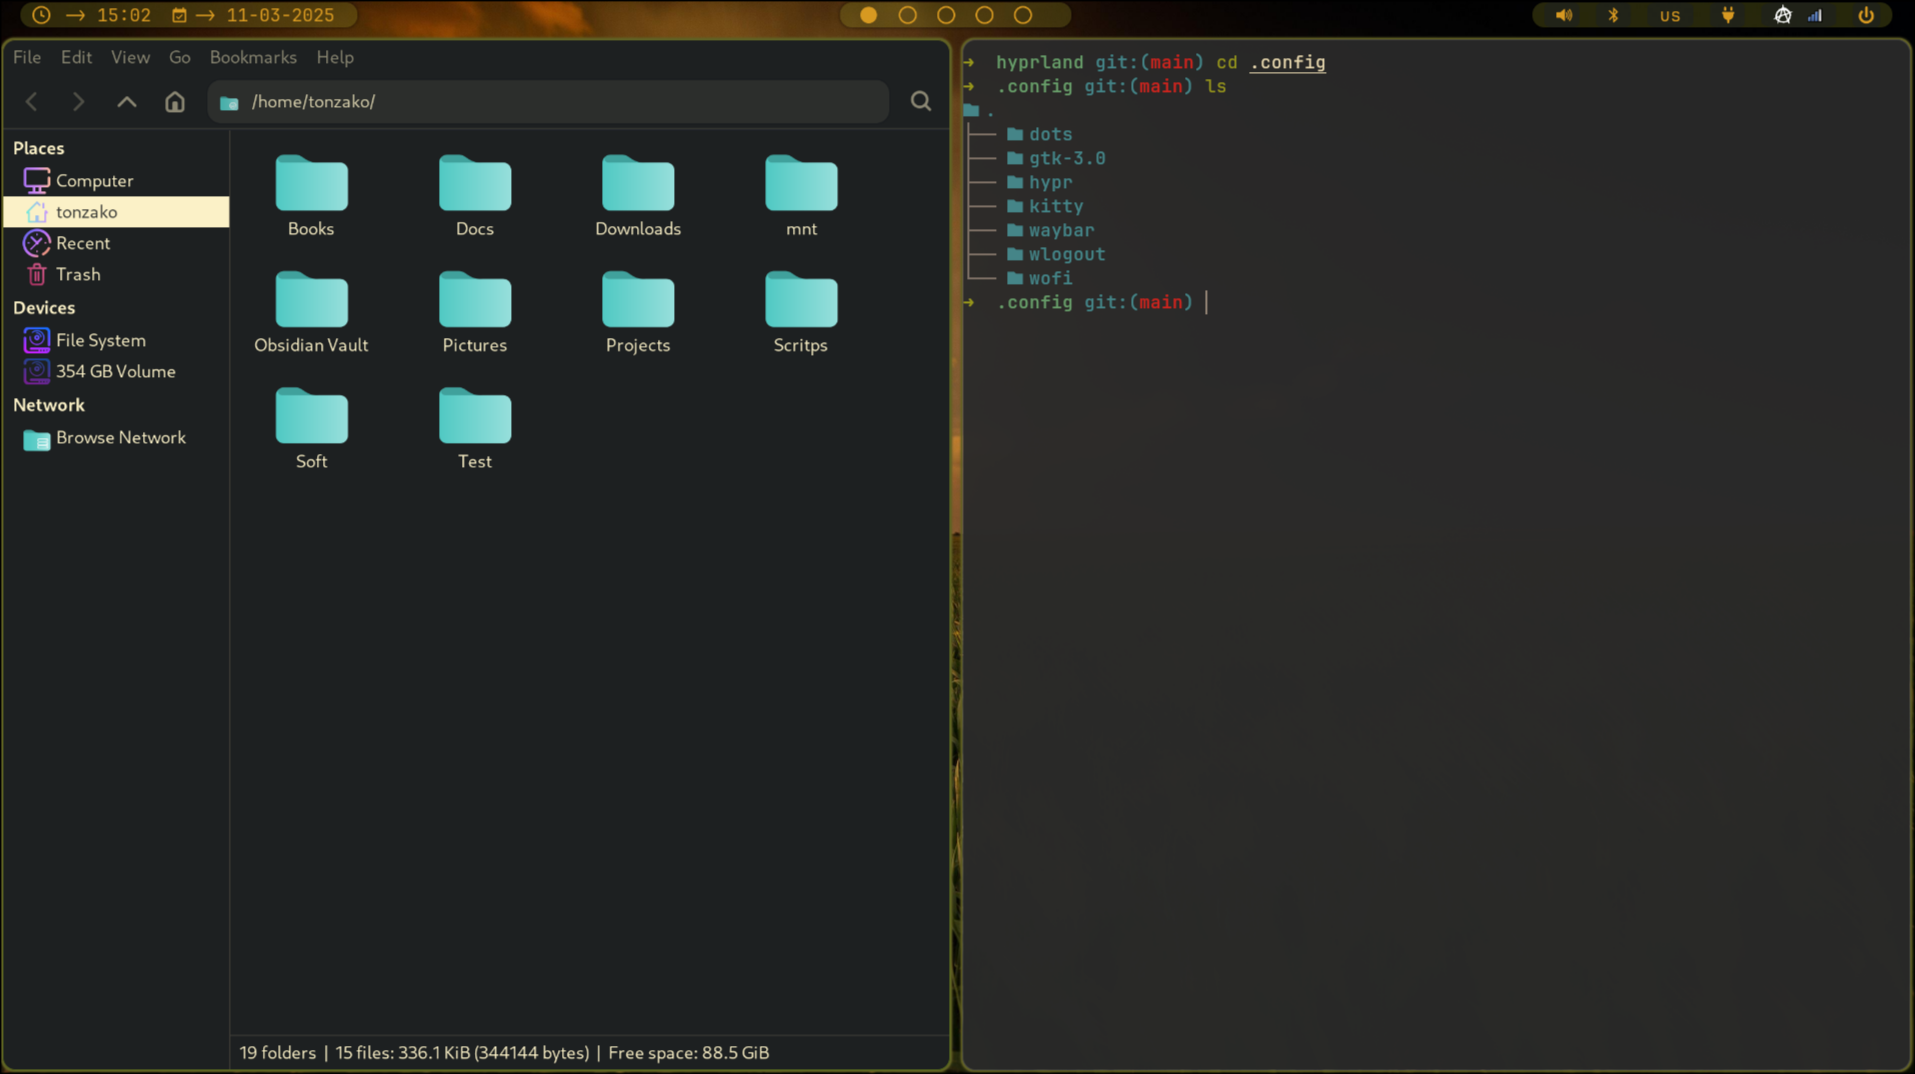 → 15:02 → 11-03-2025
us
File Edit View Go Bookmarks Help
/home/tonzako/
Places
Computer
tonzako
Recent
Trash
Devices
File System
354 GB Volume
Network
Browse Network
Books Docs Downloads mnt
Obsidian Vault Pictures Projects Scritps
Soft Test
19 folders | 15 files: 336.1 KiB (344144 bytes) | Free space: 88.5 GiB
→ hyprland git:(main) cd .config
→ .config git:(main) ls
.
├── dots
├── gtk-3.0
├── hypr
├── kitty
├── waybar
├── wlogout
└── wofi
→ .config git:(main)